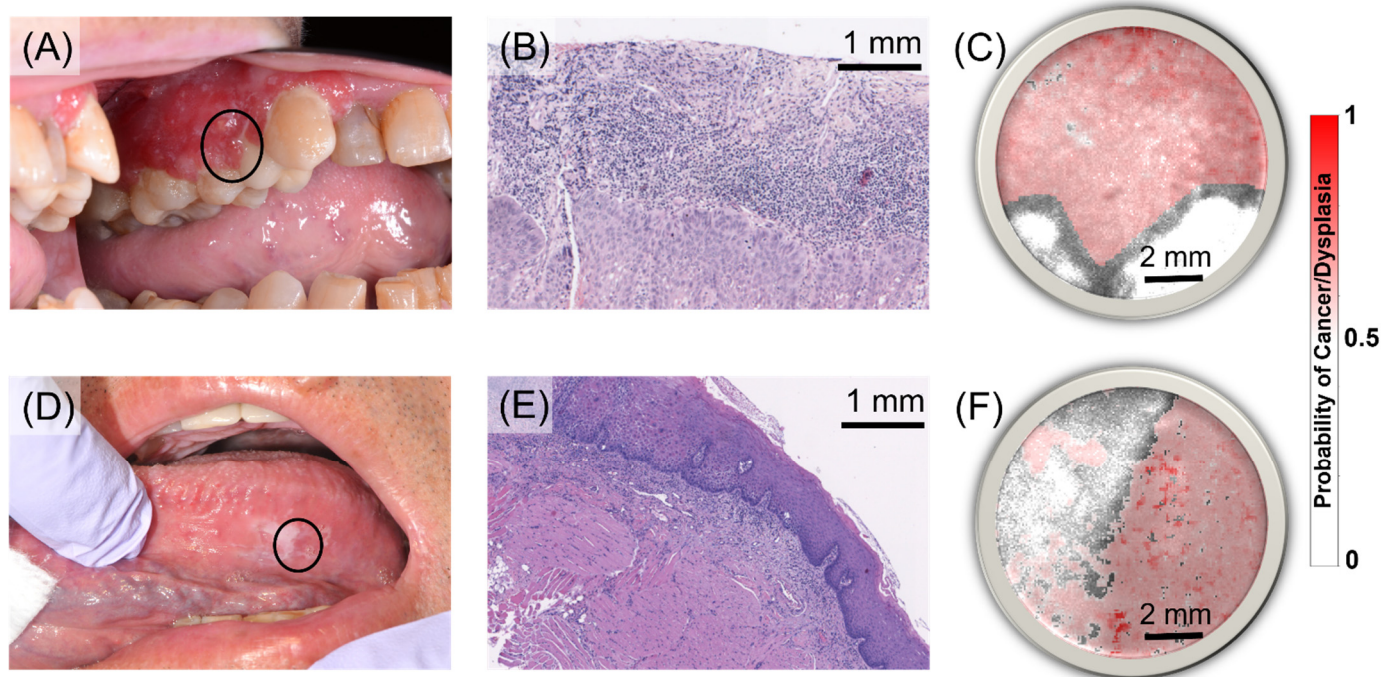 (A)
(B)
1 mm
(C)
2 mm
1
0.5
0
Probability of Cancer/Dysplasia
(D)
(E)
1 mm
(F)
2 mm